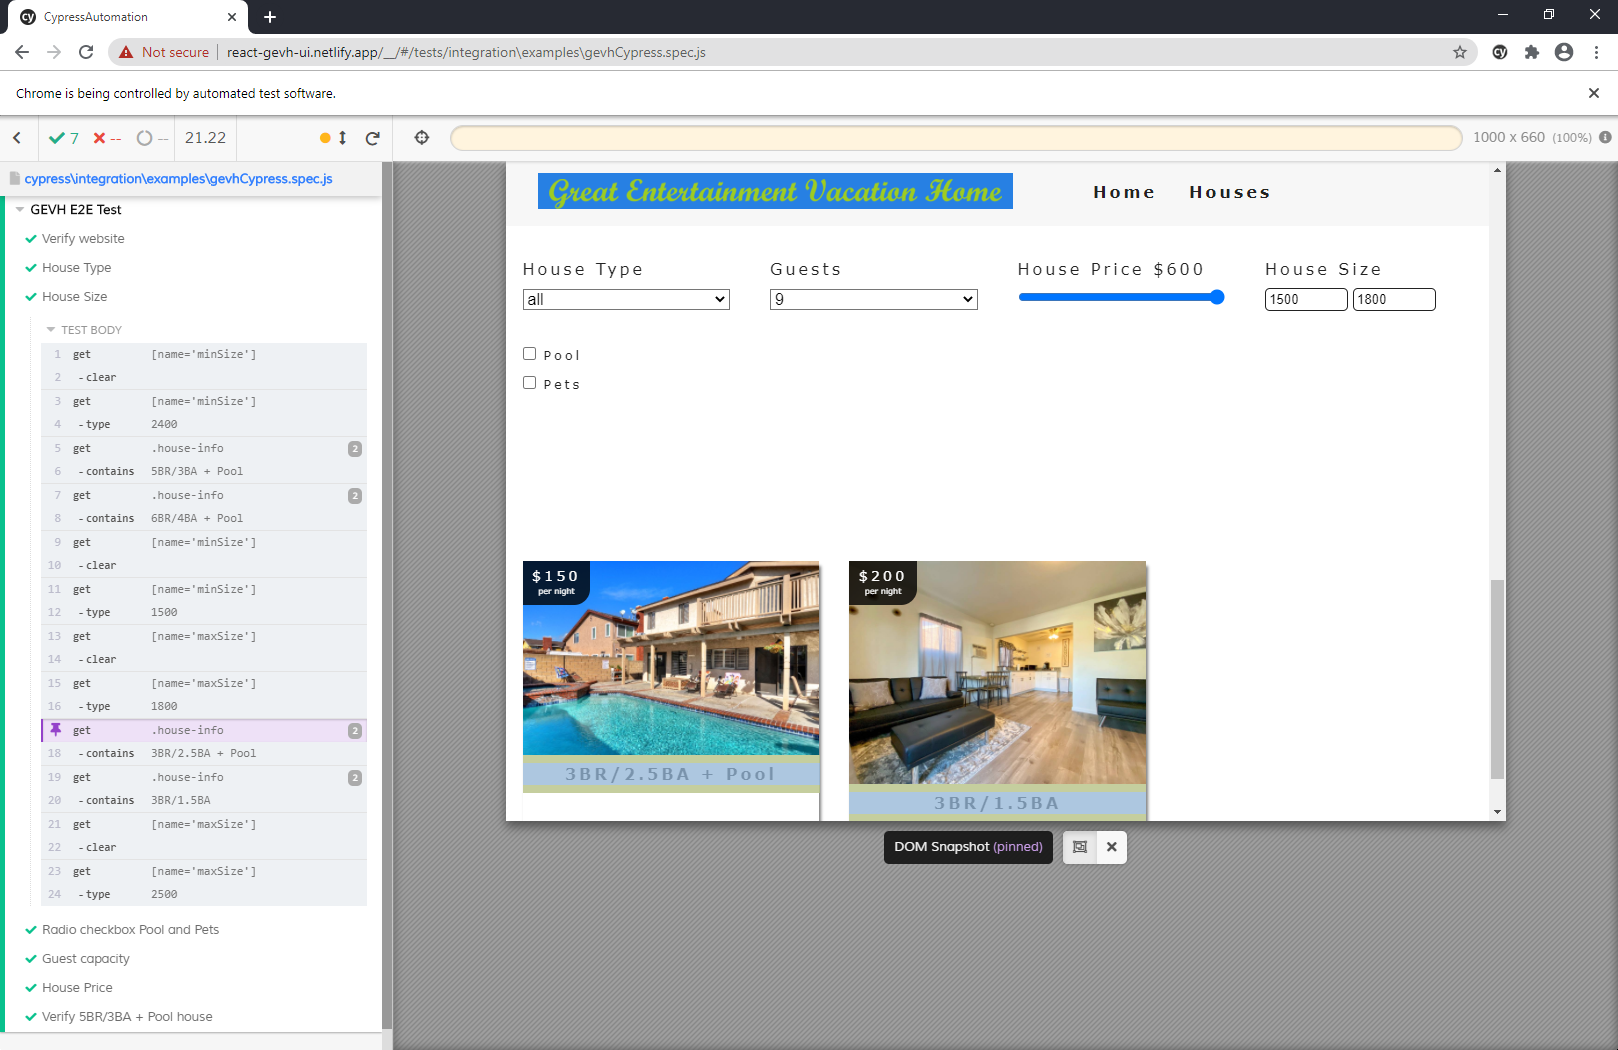 CypressAutomation
Not secure
react-gevh-ui.netlify.app/__/#/tests/integration\examples\gevhCypress.spec.js
Chrome is being controlled by automated test software.
7 -- -- 21.22
1000 x 660 (100%)
cypress\integration\examples\gevhCypress.spec.js
GEVH E2E Test
Verify website
House Type
House Size
TEST BODY
1 get [name='minSize']
2 -clear
3 get [name='minSize']
4 -type 2400
5 get .house-info 2
6 -contains 5BR/3BA + Pool
7 get .house-info 2
8 -contains 6BR/4BA + Pool
9 get [name='minSize']
10 -clear
11 get [name='minSize']
12 -type 1500
13 get [name='maxSize']
14 -clear
15 get [name='maxSize']
16 -type 1800
get .house-info 2
18 -contains 3BR/2.5BA + Pool
19 get .house-info 2
20 -contains 3BR/1.5BA
21 get [name='maxSize']
22 -clear
23 get [name='maxSize']
24 -type 2500
Radio checkbox Pool and Pets
Guest capacity
House Price
Verify 5BR/3BA + Pool house
Great Entertainment Vacation Home
Home Houses
House Type Guests House Price $600 House Size
all 9 1500 1800
Pool
Pets
$150
per night
$200
per night
3BR/2.5BA + Pool
3BR/1.5BA
DOM Snapshot (pinned)